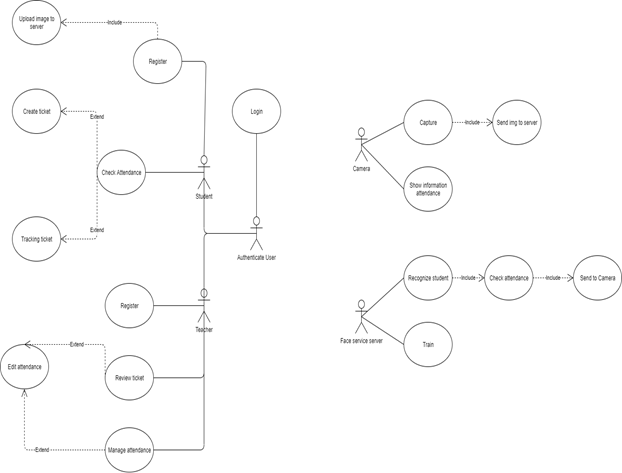 Upload image to
server
Include
Register
Create ticket
Extend
Login
Check Attendance
Student
Extend
Tracking ticket
Authenticate User
Register
Teacher
Extend
Edit attendance
Review ticket
Extend
Manage attendance
Capture
Include
Send img to server
Camera
Show information
attendance
Recognize student
Include
Check attendance
Include
Send to Camera
Face service server
Train